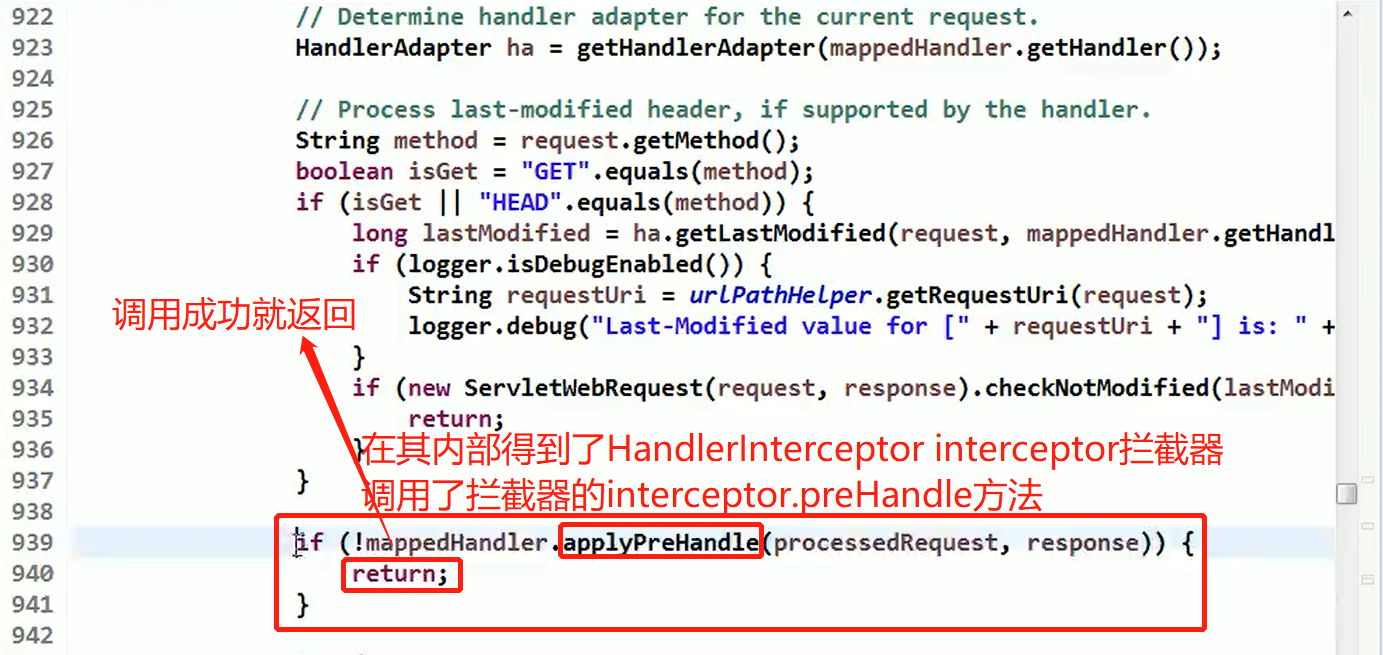 922 // Determine handler adapter for the current request.
923 HandlerAdapter ha = getHandlerAdapter(mappedHandler.getHandler());
924
925 // Process last-modified header, if supported by the handler.
926 String method = request.getMethod();
927 boolean isGet = "GET".equals(method);
928 if (isGet || "HEAD".equals(method)) {
929 long lastModified = ha.getLastModified(request, mappedHandler.getHandl
930 if (logger.isDebugEnabled()) {
931 String requestUri = urlPathHelper.getRequestUri(request);
调用成功就返回
932 logger.debug("Last-Modified value for [" + requestUri + "] is: " +
933 }
934 if (new ServletWebRequest(request, response).checkNotModified(lastModi
935 return;
936 }
在其内部得到了HandlerInterceptor interceptor拦截器
937 }
调用了拦截器的interceptor.preHandle方法
938
939 if (!mappedHandler.applyPreHandle(processedRequest, response)) {
940 return;
941 }
942